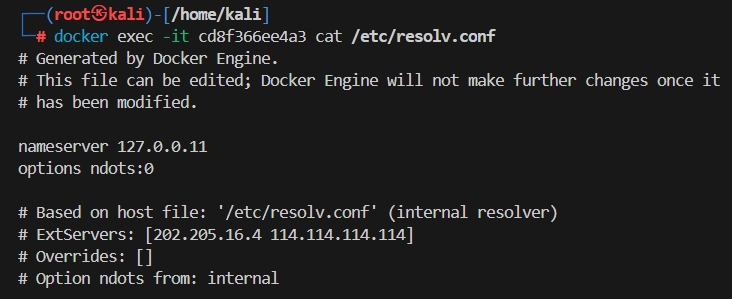 ┌──(root㉿kali)-[/home/kali]
└─# docker exec -it cd8f366ee4a3 cat /etc/resolv.conf
# Generated by Docker Engine.
# This file can be edited; Docker Engine will not make further changes once it
# has been modified.

nameserver 127.0.0.11
options ndots:0

# Based on host file: '/etc/resolv.conf' (internal resolver)
# ExtServers: [202.205.16.4 114.114.114.114]
# Overrides: []
# Option ndots from: internal